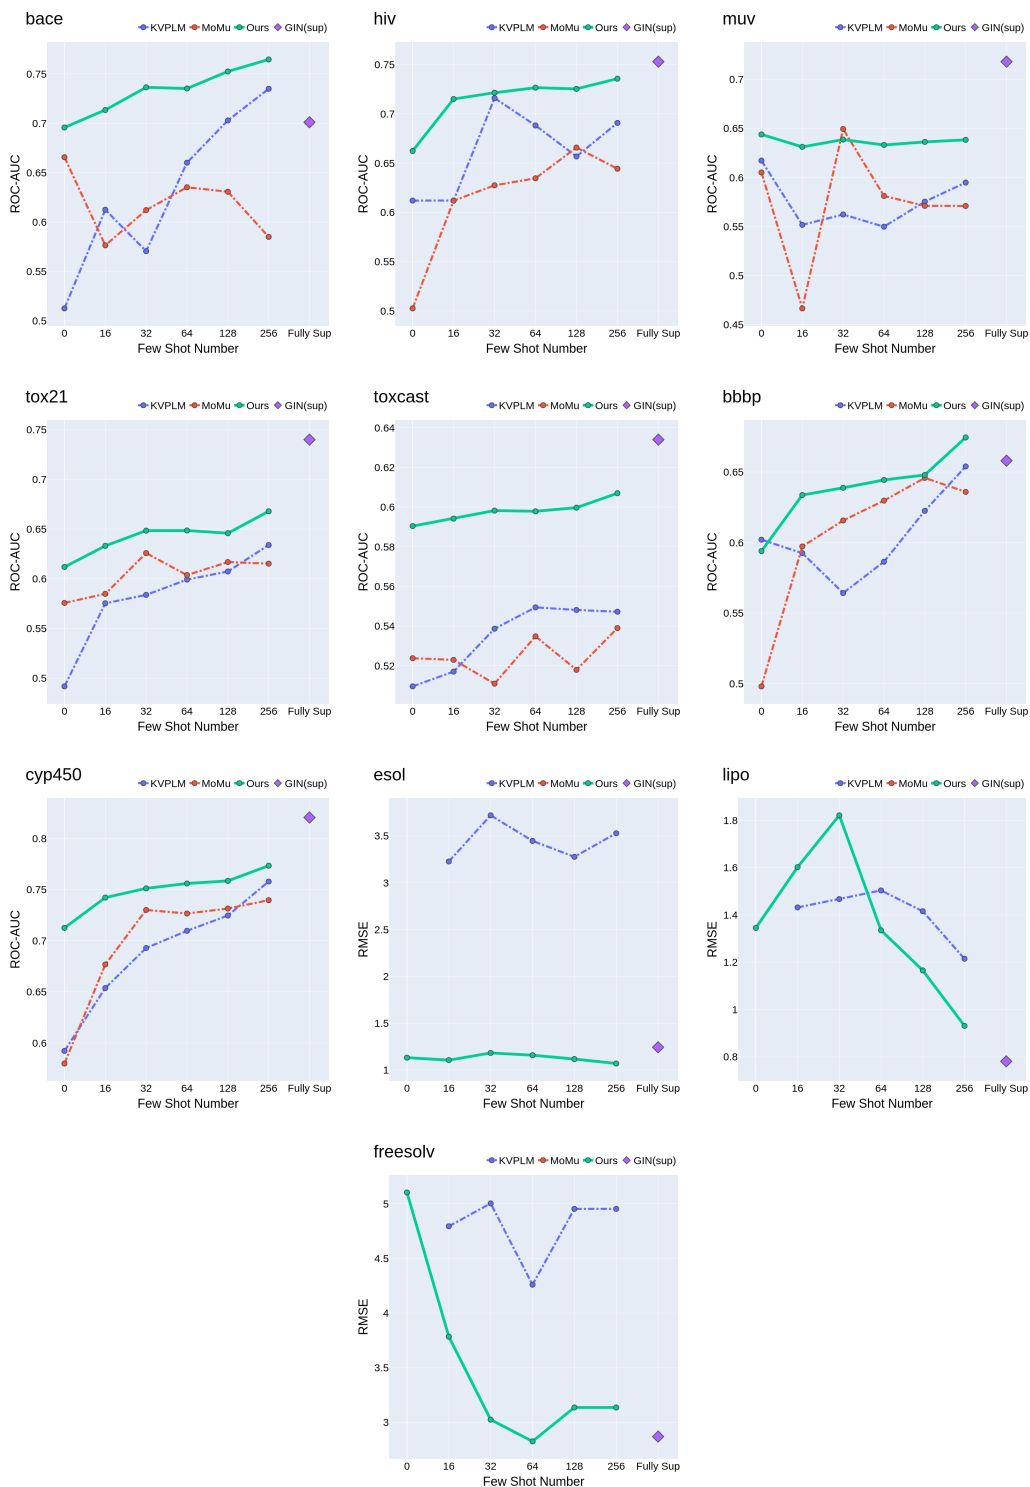 bace
KVPLM MoMu Ours GIN(sup)
0.75
0.7
0.65
0.6
0.55
0.5
ROC-AUC
0 16 32 64 128 256 Fully Sup
Few Shot Number
hiv
KVPLM MoMu Ours GIN(sup)
0.75
0.7
0.65
0.6
0.55
0.5
ROC-AUC
0 16 32 64 128 256 Fully Sup
Few Shot Number
muv
KVPLM MoMu Ours GIN(sup)
0.7
0.65
0.6
0.55
0.5
0.45
ROC-AUC
0 16 32 64 128 256 Fully Sup
Few Shot Number
tox21
KVPLM MoMu Ours GIN(sup)
0.75
0.7
0.65
0.6
0.55
0.5
ROC-AUC
0 16 32 64 128 256 Fully Sup
Few Shot Number
toxcast
KVPLM MoMu Ours GIN(sup)
0.64
0.62
0.6
0.58
0.56
0.54
0.52
ROC-AUC
0 16 32 64 128 256 Fully Sup
Few Shot Number
bbbp
KVPLM MoMu Ours GIN(sup)
0.65
0.6
0.55
0.5
ROC-AUC
0 16 32 64 128 256 Fully Sup
Few Shot Number
cyp450
KVPLM MoMu Ours GIN(sup)
0.8
0.75
0.7
0.65
0.6
ROC-AUC
0 16 32 64 128 256 Fully Sup
Few Shot Number
esol
KVPLM MoMu Ours GIN(sup)
3.5
3
2.5
2
1.5
1
RMSE
0 16 32 64 128 256 Fully Sup
Few Shot Number
lipo
KVPLM MoMu Ours GIN(sup)
1.8
1.6
1.4
1.2
1
0.8
RMSE
0 16 32 64 128 256 Fully Sup
Few Shot Number
freesolv
KVPLM MoMu Ours GIN(sup)
5
4.5
4
3.5
3
RMSE
0 16 32 64 128 256 Fully Sup
Few Shot Number